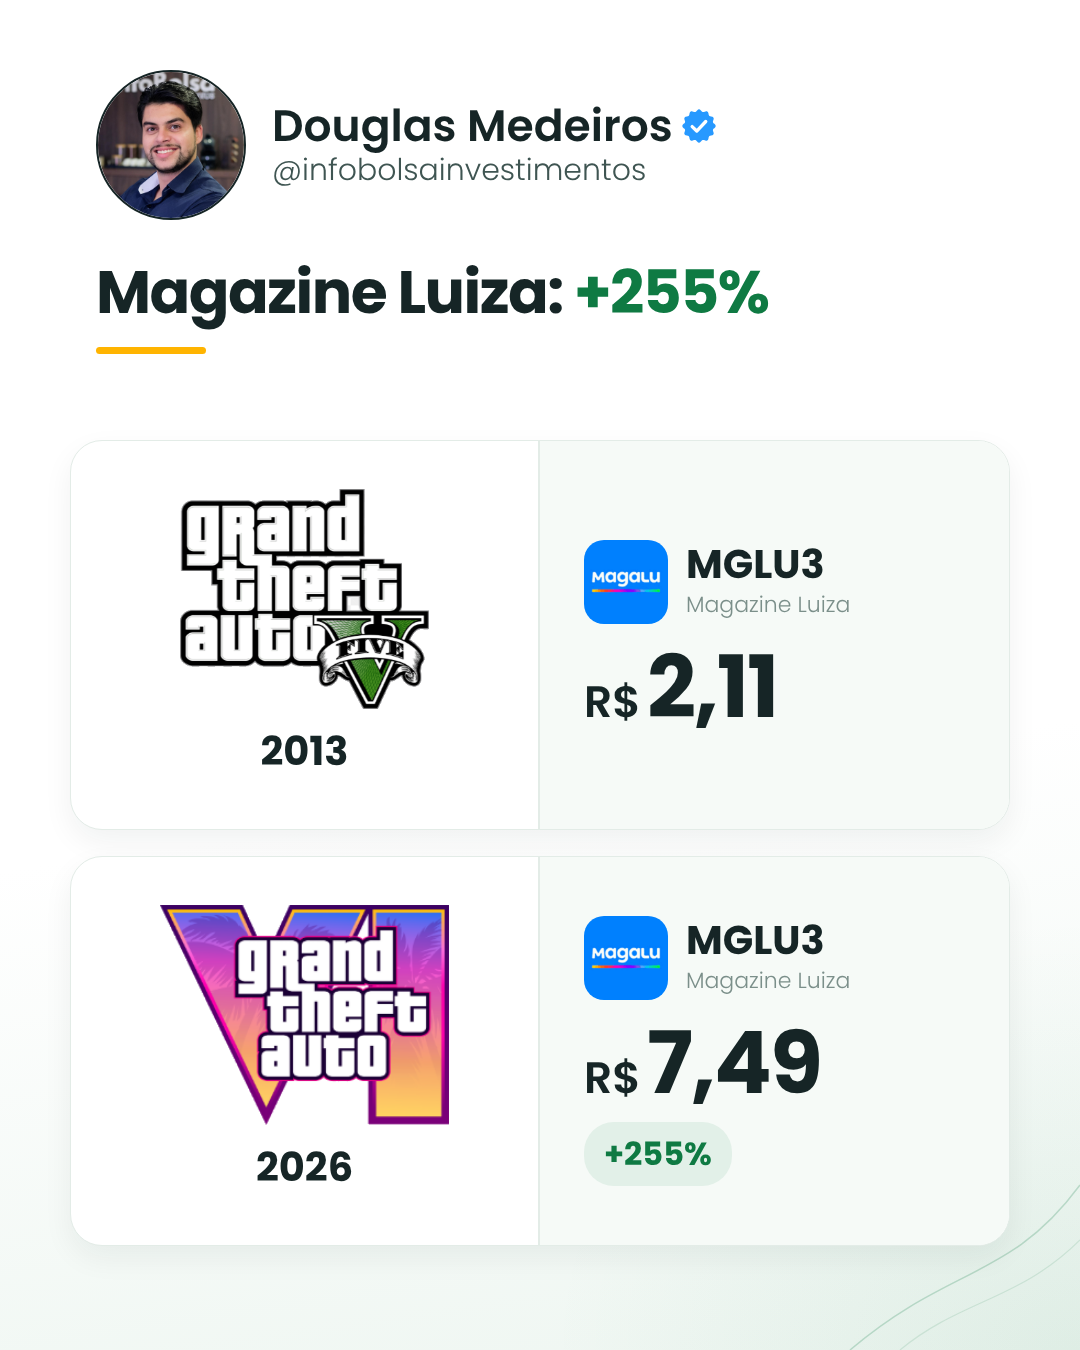 Douglas Medeiros
@infobolsainvestimentos
Magazine Luiza: +255%
grand
theft
auto
FIVE
2013
Magalu
MGLU3
Magazine Luiza
R$ 2,11
VI
grand
theft
auto
2026
Magalu
MGLU3
Magazine Luiza
R$ 7,49
+255%